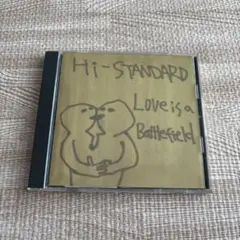 Hi-STANDARD
Love is a
Battlefield